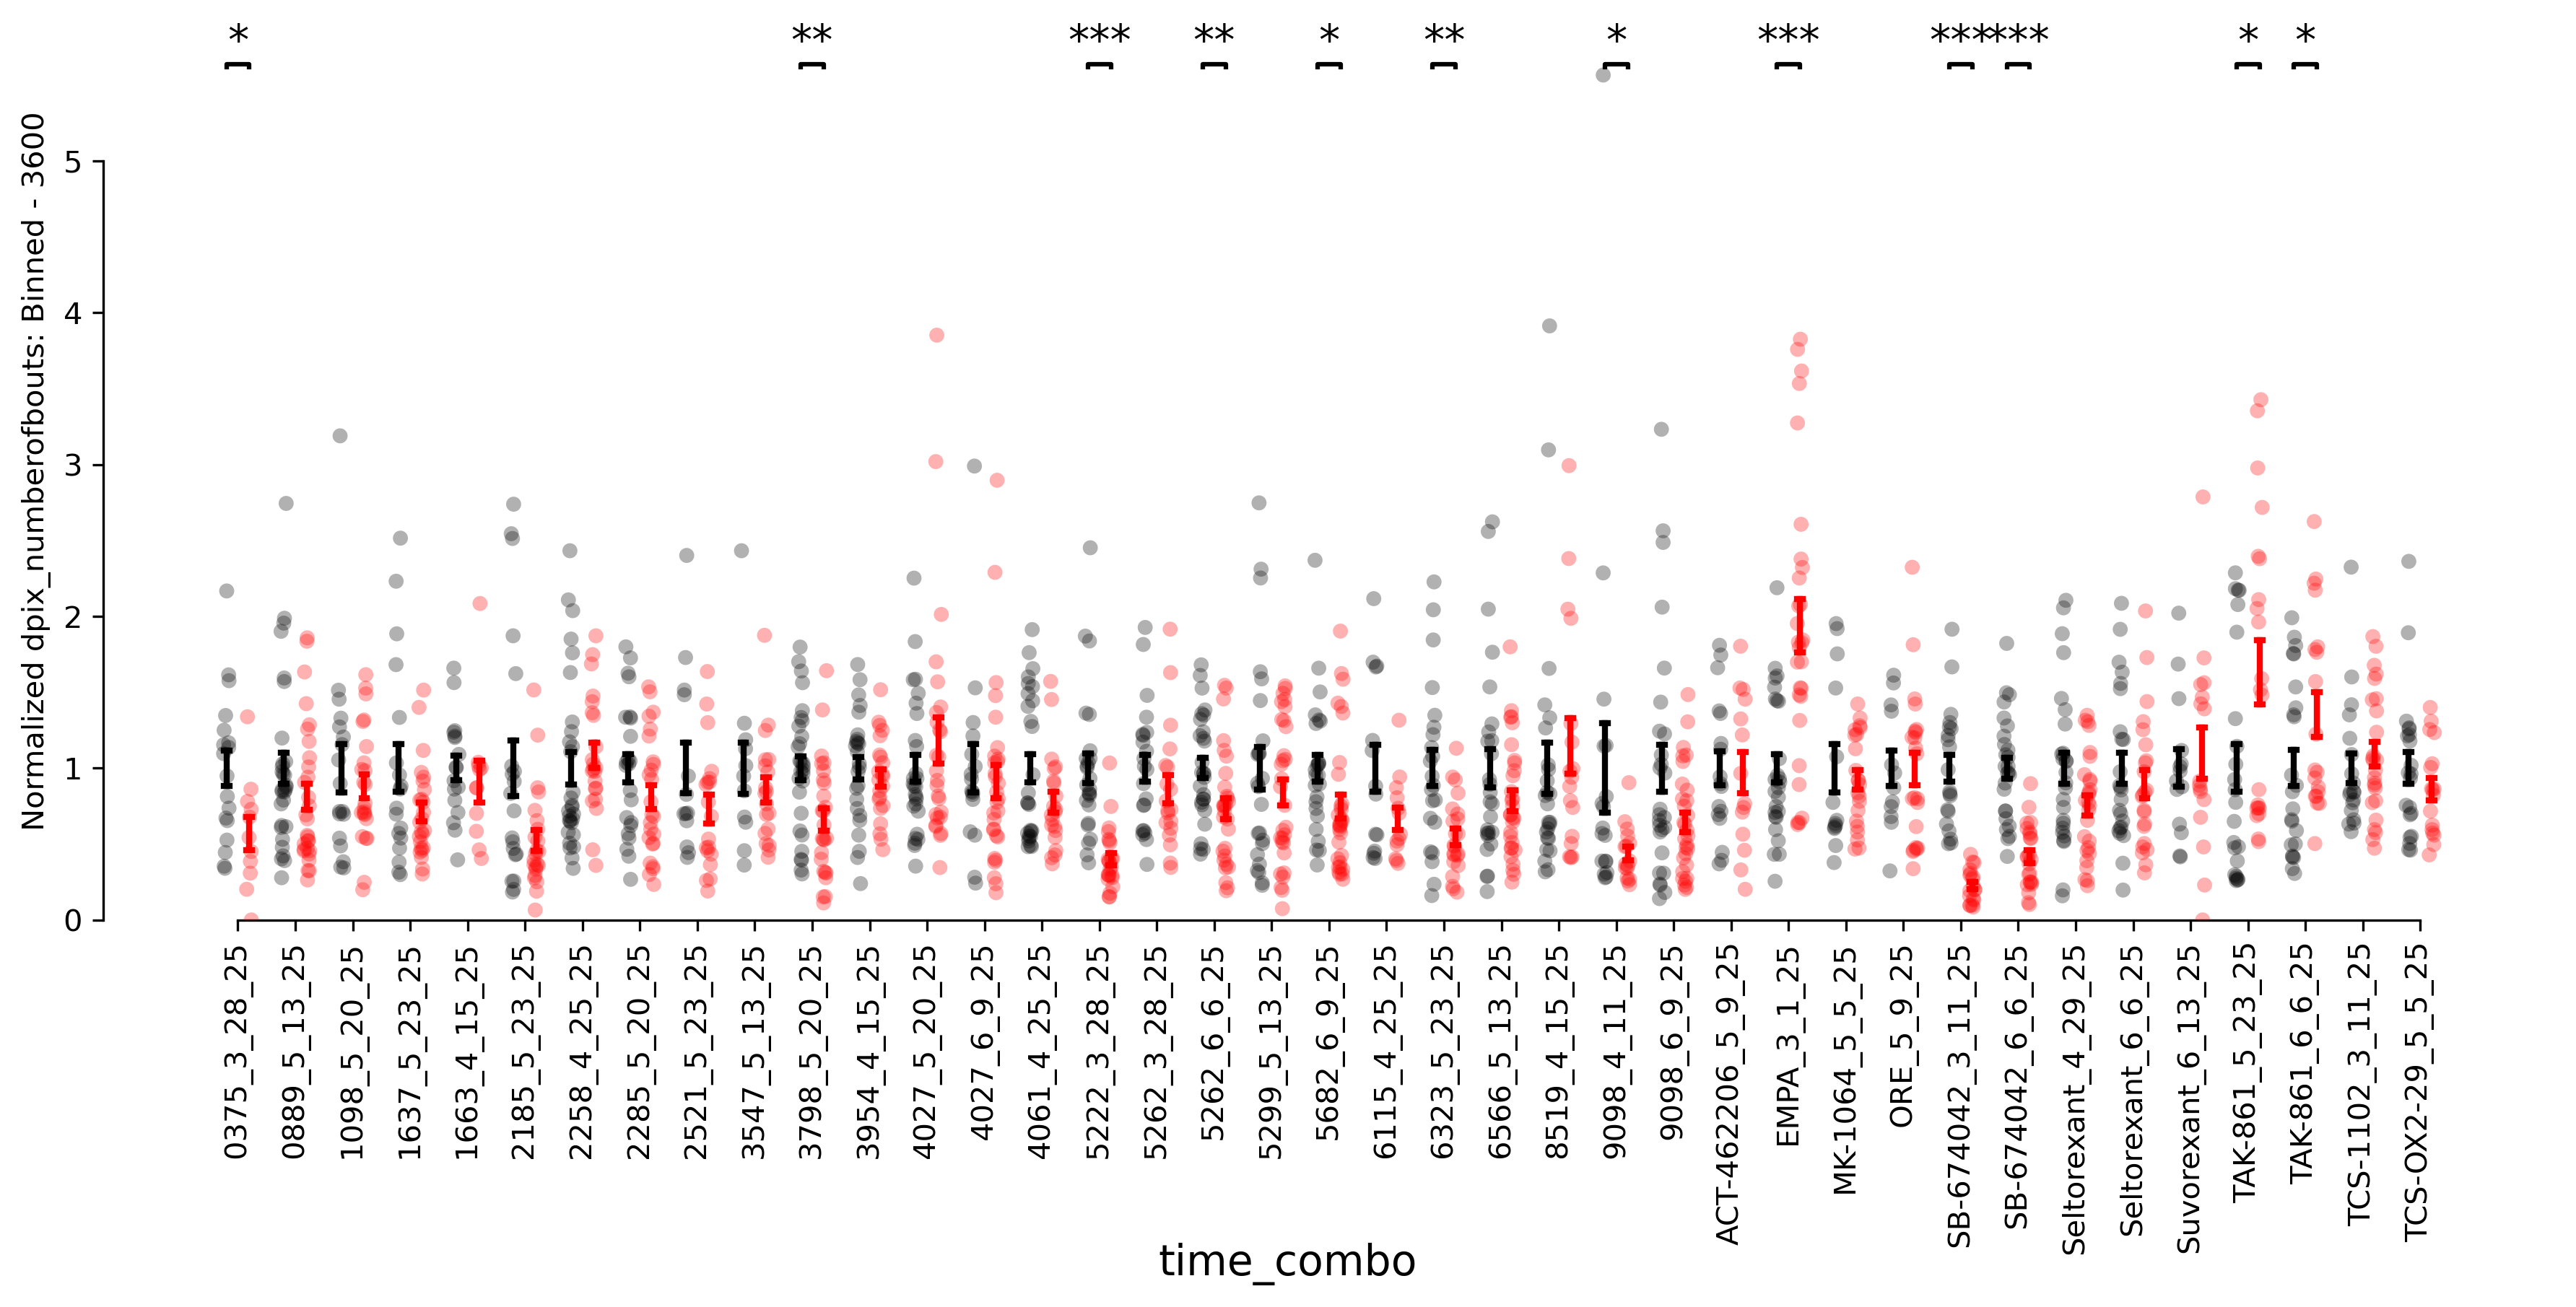 * ** *** ** * ** * *** *** *** * *
Normalized dpix_numberofbouts: Binned - 3600
5
4
3
2
1
0
0375_3_28_25
0889_5_13_25
1098_5_20_25
1637_5_23_25
1663_4_15_25
2185_5_23_25
2258_4_25_25
2285_5_20_25
2521_5_23_25
3547_5_13_25
3798_5_20_25
3954_4_15_25
4027_5_20_25
4027_6_9_25
4061_4_25_25
5222_3_28_25
5262_3_28_25
5262_6_6_25
5299_5_13_25
5682_6_9_25
6115_4_25_25
6323_5_23_25
6566_5_13_25
8519_4_15_25
9098_4_11_25
9098_6_9_25
ACT-462206_5_9_25
EMPA_3_1_25
MK-1064_5_5_25
ORE_5_9_25
SB-674042_3_11_25
SB-674042_6_6_25
Seltorexant_4_29_25
Seltorexant_6_6_25
Suvorexant_6_13_25
TAK-861_5_23_25
TAK-861_6_6_25
TCS-1102_3_11_25
TCS-OX2-29_5_5_25
time_combo